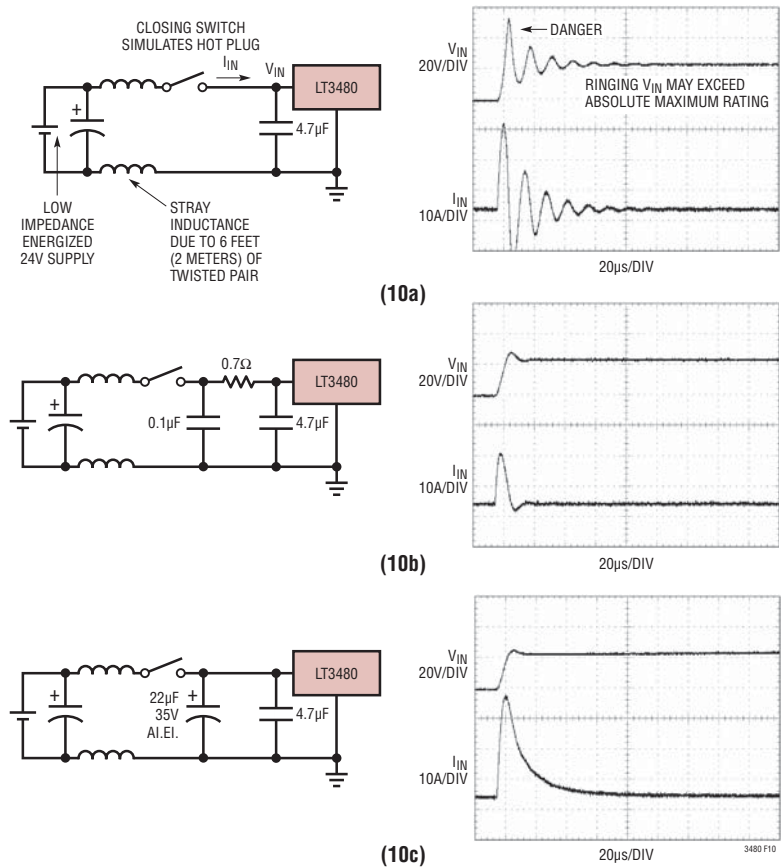 CLOSING SWITCH
SIMULATES HOT PLUG
I_IN
V_IN
LT3480
4.7µF
+
LOW
IMPEDANCE
ENERGIZED
24V SUPPLY
STRAY
INDUCTANCE
DUE TO 6 FEET
(2 METERS) OF
TWISTED PAIR
V_IN
20V/DIV
DANGER
RINGING V_IN MAY EXCEED
ABSOLUTE MAXIMUM RATING
I_IN
10A/DIV
20µs/DIV
(10a)
0.7Ω
LT3480
+
0.1µF
4.7µF
V_IN
20V/DIV
I_IN
10A/DIV
20µs/DIV
(10b)
LT3480
+
22µF
35V
AI.EI.
+
4.7µF
V_IN
20V/DIV
I_IN
10A/DIV
20µs/DIV
3480 F10
(10c)